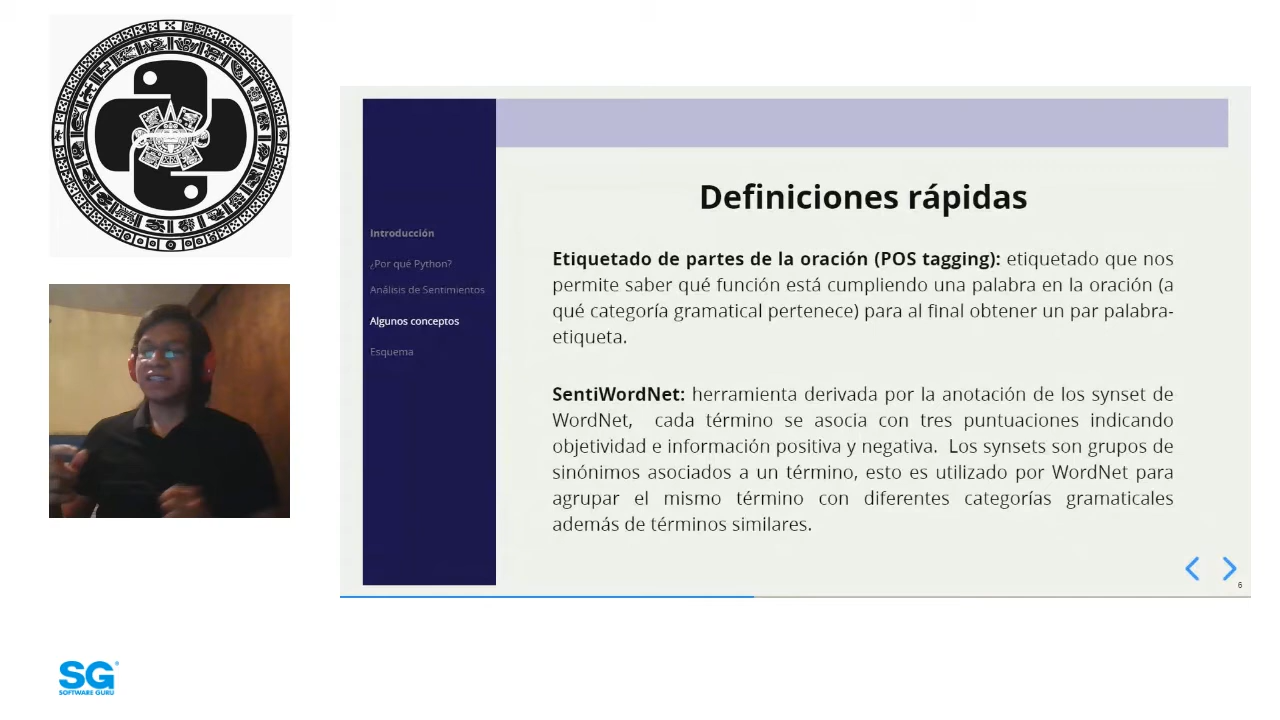 Introducción
¿Por qué Python?
Análisis de Sentimientos
Algunos conceptos
Esquema
Definiciones rápidas
Etiquetado de partes de la oración (POS tagging): etiquetado que nos
permite saber qué función está cumpliendo una palabra en la oración (a
qué categoría gramatical pertenece) para al final obtener un par palabra-
etiqueta.
SentiWordNet: herramienta derivada por la anotación de los synset de
WordNet, cada término se asocia con tres puntuaciones indicando
objetividad e información positiva y negativa. Los synsets son grupos de
sinónimos asociados a un término, esto es utilizado por WordNet para
agrupar el mismo término con diferentes categorías gramaticales
además de términos similares.
6
SG
SOFTWARE GURU